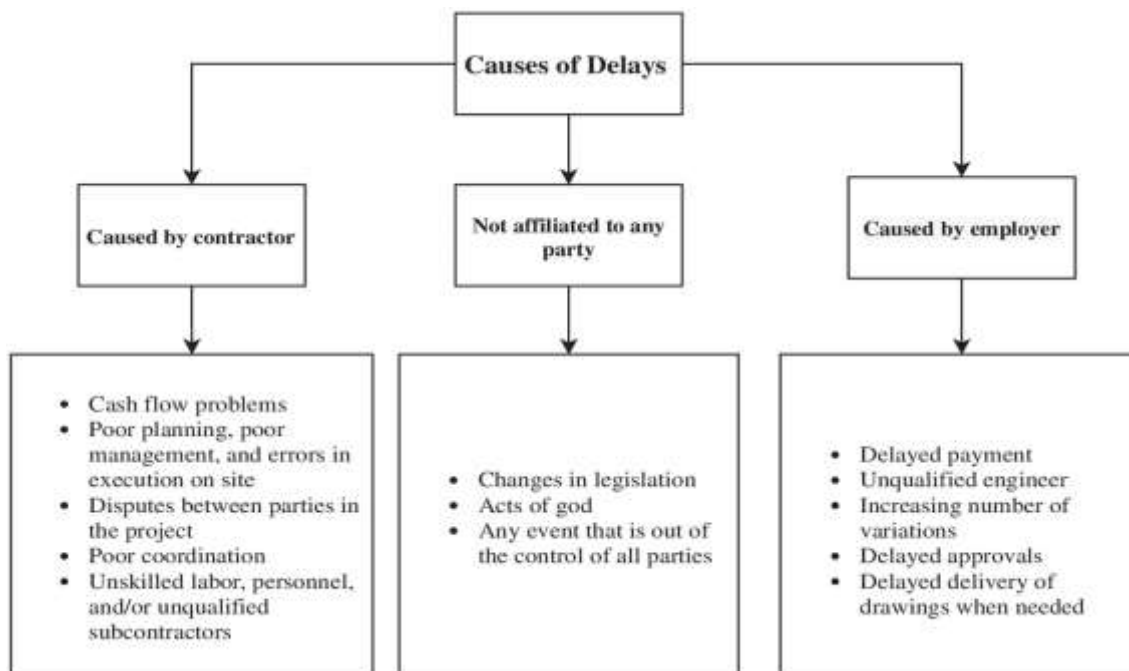 Causes of Delays
Caused by contractor
Not affiliated to any
party
Caused by employer
• Cash flow problems
• Poor planning, poor
management, and errors in
execution on site
• Disputes between parties in
the project
• Poor coordination
• Unskilled labor, personnel,
and/or unqualified
subcontractors
• Changes in legislation
• Acts of god
• Any event that is out of
the control of all parties
• Delayed payment
• Unqualified engineer
• Increasing number of
variations
• Delayed approvals
• Delayed delivery of
drawings when needed